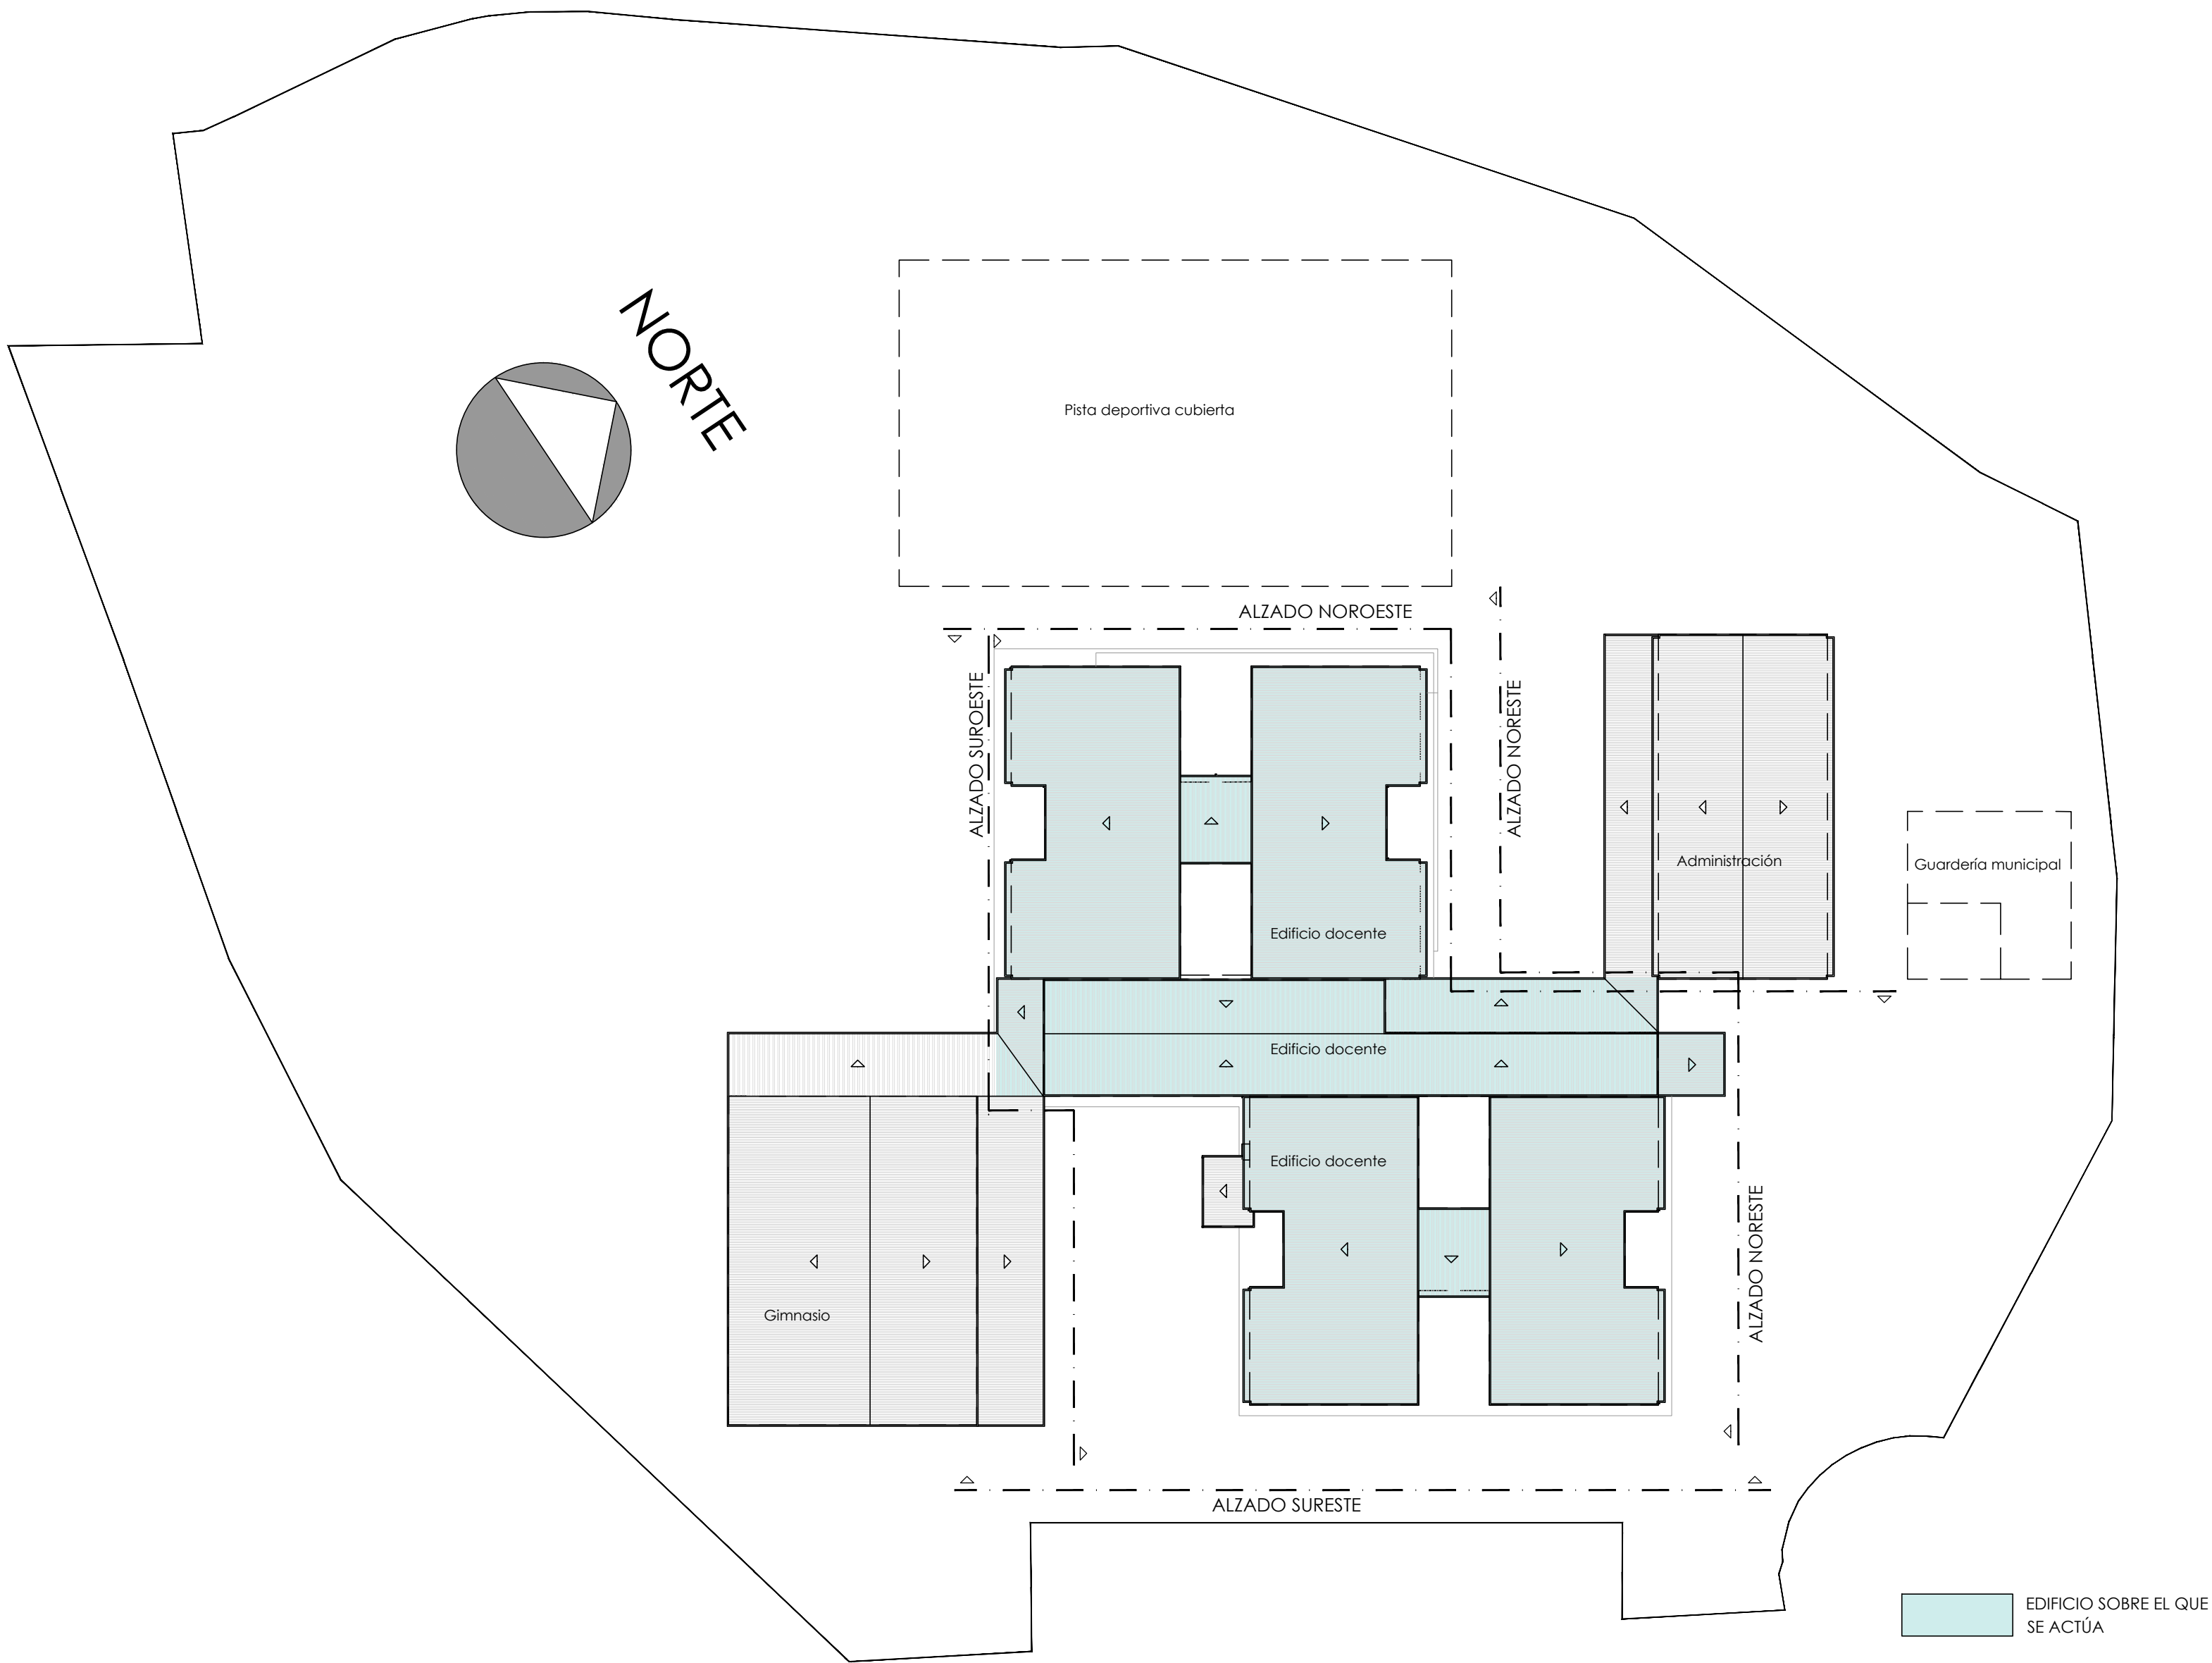 NORTE
Pista deportiva cubierta
ALZADO NOROESTE
ALZADO SUROESTE
ALZADO NORESTE
Administración
Guardería municipal
Edificio docente
Edificio docente
Edificio docente
ALZADO NORESTE
Gimnasio
ALZADO SURESTE
EDIFICIO SOBRE EL QUE
SE ACTÚA